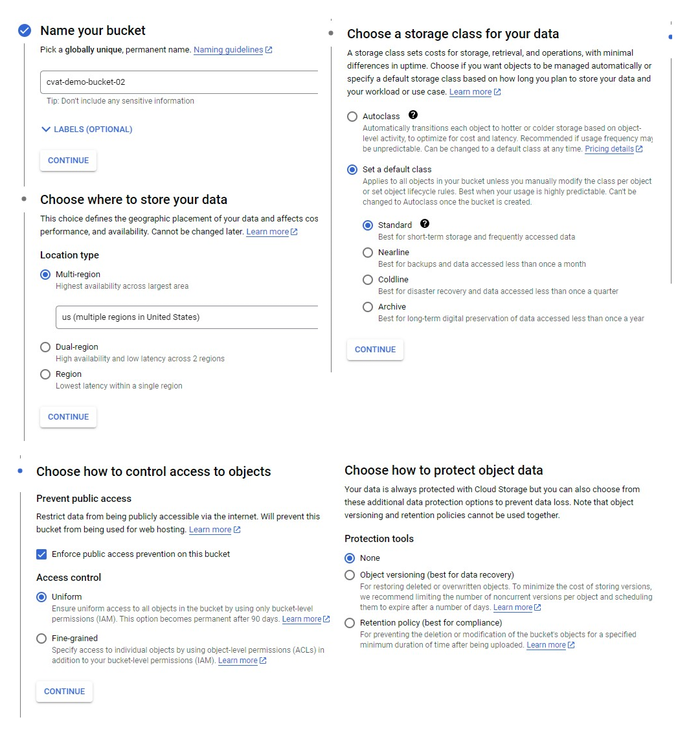 Name your bucket
Pick a globally unique, permanent name. Naming guidelines
cvat-demo-bucket-02
Tip: Don't include any sensitive information
LABELS (OPTIONAL)
CONTINUE
Choose where to store your data
This choice defines the geographic placement of your data and affects cos
performance, and availability. Cannot be changed later. Learn more
Location type
Multi-region
Highest availability across largest area
us (multiple regions in United States)
Dual-region
High availability and low latency across 2 regions
Region
Lowest latency within a single region
CONTINUE
Choose a storage class for your data
A storage class sets costs for storage, retrieval, and operations, with minimal
differences in uptime. Choose if you want objects to be managed automatically or
specify a default storage class based on how long you plan to store your data and
your workload or use case. Learn more
Autoclass
Automatically transitions each object to hotter or colder storage based on object-
level activity, to optimize for cost and latency. Recommended if usage frequency may
be unpredictable. Can be changed to a default class at any time. Pricing details
Set a default class
Applies to all objects in your bucket unless you manually modify the class per object
or set object lifecycle rules. Best when your usage is highly predictable. Can't be
changed to Autoclass once the bucket is created.
Standard
Best for short-term storage and frequently accessed data
Nearline
Best for backups and data accessed less than once a month
Coldline
Best for disaster recovery and data accessed less than once a quarter
Archive
Best for long-term digital preservation of data accessed less than once a year
CONTINUE
Choose how to control access to objects
Prevent public access
Restrict data from being publicly accessible via the internet. Will prevent this
bucket from being used for web hosting. Learn more
Enforce public access prevention on this bucket
Access control
Uniform
Ensure uniform access to all objects in the bucket by using only bucket-level
permissions (IAM). This option becomes permanent after 90 days. Learn more
Fine-grained
Specify access to individual objects by using object-level permissions (ACLs) in
addition to your bucket-level permissions (IAM). Learn more
CONTINUE
Choose how to protect object data
Your data is always protected with Cloud Storage but you can also choose from
these additional data protection options to prevent data loss. Note that object
versioning and retention policies cannot be used together.
Protection tools
None
Object versioning (best for data recovery)
For restoring deleted or overwritten objects. To minimize the cost of storing versions,
we recommend limiting the number of noncurrent versions per object and scheduling
them to expire after a number of days. Learn more
Retention policy (best for compliance)
For preventing the deletion or modification of the bucket's objects for a specified
minimum duration of time after being uploaded. Learn more